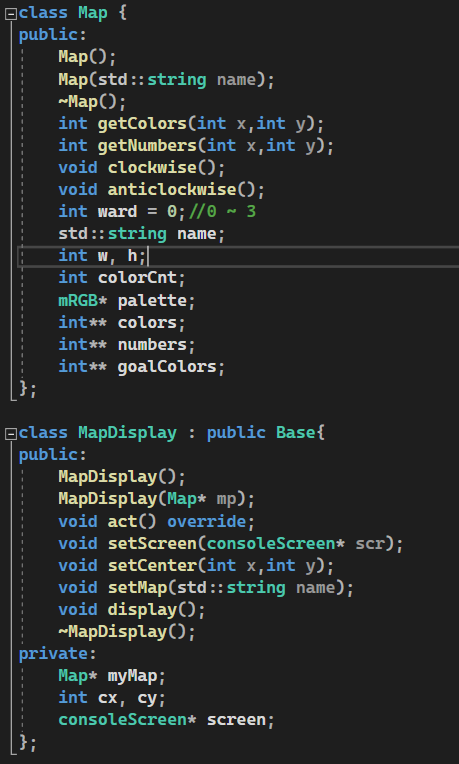 class Map {
public:
    Map();
    Map(std::string name);
    ~Map();
    int getColors(int x,int y);
    int getNumbers(int x,int y);
    void clockwise();
    void anticlockwise();
    int ward = 0;//0 ~ 3
    std::string name;
    int w, h;
    int colorCnt;
    mRGB* palette;
    int** colors;
    int** numbers;
    int** goalColors;
};

class MapDisplay : public Base{
public:
    MapDisplay();
    MapDisplay(Map* mp);
    void act() override;
    void setScreen(consoleScreen* scr);
    void setCenter(int x,int y);
    void setMap(std::string name);
    void display();
    ~MapDisplay();
private:
    Map* myMap;
    int cx, cy;
    consoleScreen* screen;
};